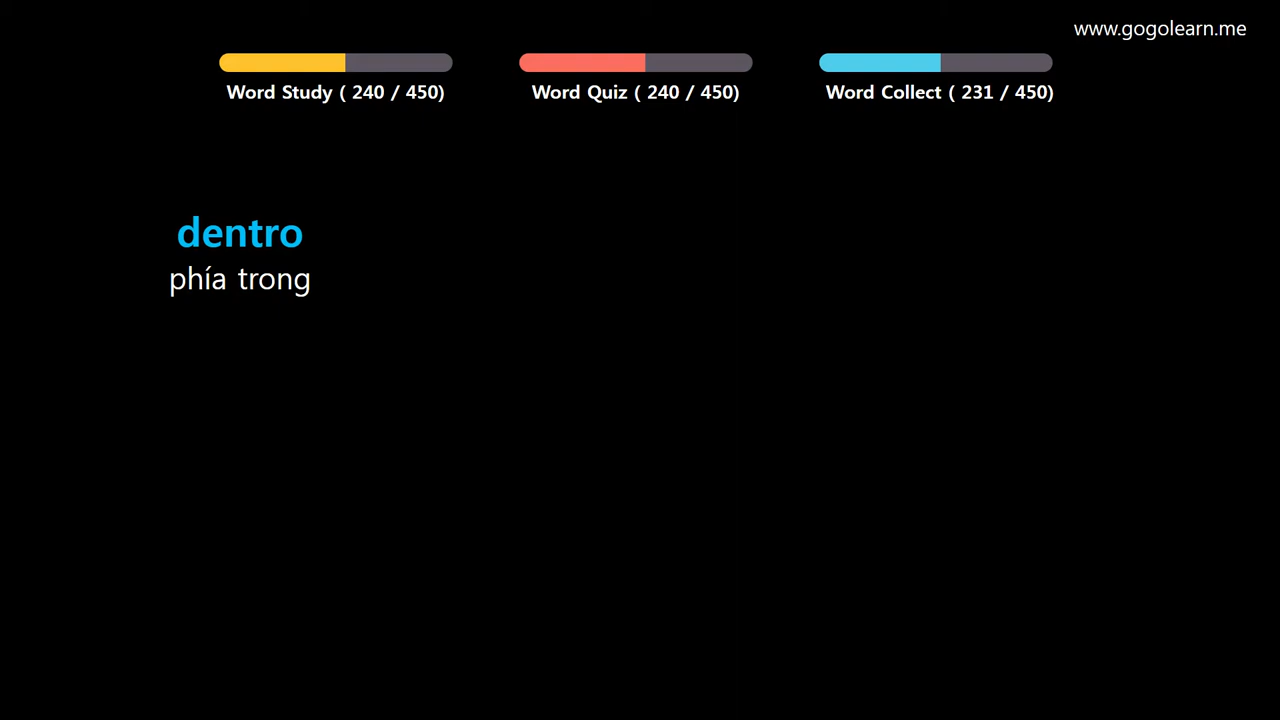 www.gogolearn.me
Word Study ( 240 / 450)
Word Quiz ( 240 / 450)
Word Collect ( 231 / 450)
dentro
phía trong